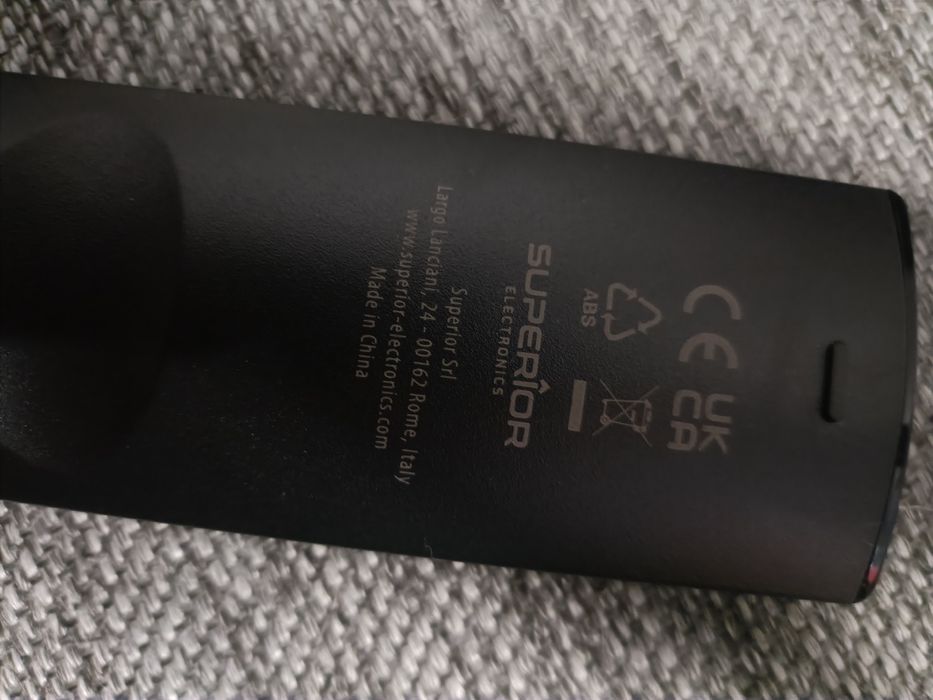 CE UK
CA
ABS
SUPERIOR
ELECTRONICS
Superior Srl
Largo Lanciani, 24 - 00162 Rome, Italy
www.superior-electronics.com
Made in China